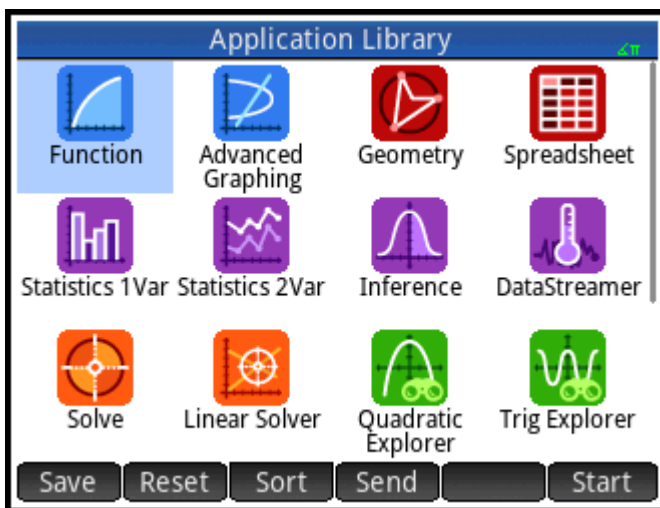 Application Library
∡π
Function
Advanced
Graphing
Geometry
Spreadsheet
Statistics 1Var
Statistics 2Var
Inference
DataStreamer
Solve
Linear Solver
Quadratic
Explorer
Trig Explorer
Save
Reset
Sort
Send
Start